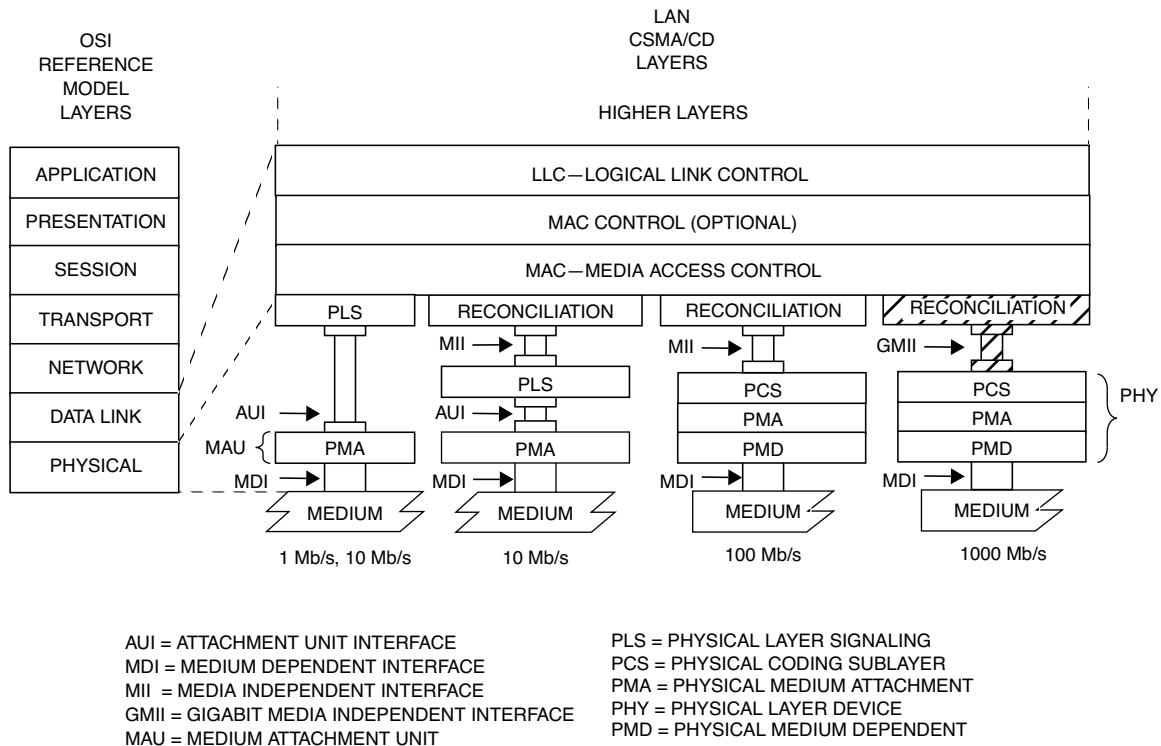 OSI
REFERENCE
MODEL
LAYERS
LAN
CSMA/CD
LAYERS
HIGHER LAYERS
APPLICATION
PRESENTATION
SESSION
TRANSPORT
NETWORK
DATA LINK
PHYSICAL
LLC—LOGICAL LINK CONTROL
MAC CONTROL (OPTIONAL)
MAC—MEDIA ACCESS CONTROL
PLS
AUI
MAU
PMA
MDI
MEDIUM
1 Mb/s, 10 Mb/s
RECONCILIATION
MII
PLS
AUI
PMA
MDI
MEDIUM
10 Mb/s
RECONCILIATION
MII
PCS
PMA
PMD
MDI
MEDIUM
100 Mb/s
RECONCILIATION
GMII
PCS
PMA
PMD
PHY
MDI
MEDIUM
1000 Mb/s
AUI = ATTACHMENT UNIT INTERFACE
MDI = MEDIUM DEPENDENT INTERFACE
MII = MEDIA INDEPENDENT INTERFACE
GMII = GIGABIT MEDIA INDEPENDENT INTERFACE
MAU = MEDIUM ATTACHMENT UNIT
PLS = PHYSICAL LAYER SIGNALING
PCS = PHYSICAL CODING SUBLAYER
PMA = PHYSICAL MEDIUM ATTACHMENT
PHY = PHYSICAL LAYER DEVICE
PMD = PHYSICAL MEDIUM DEPENDENT